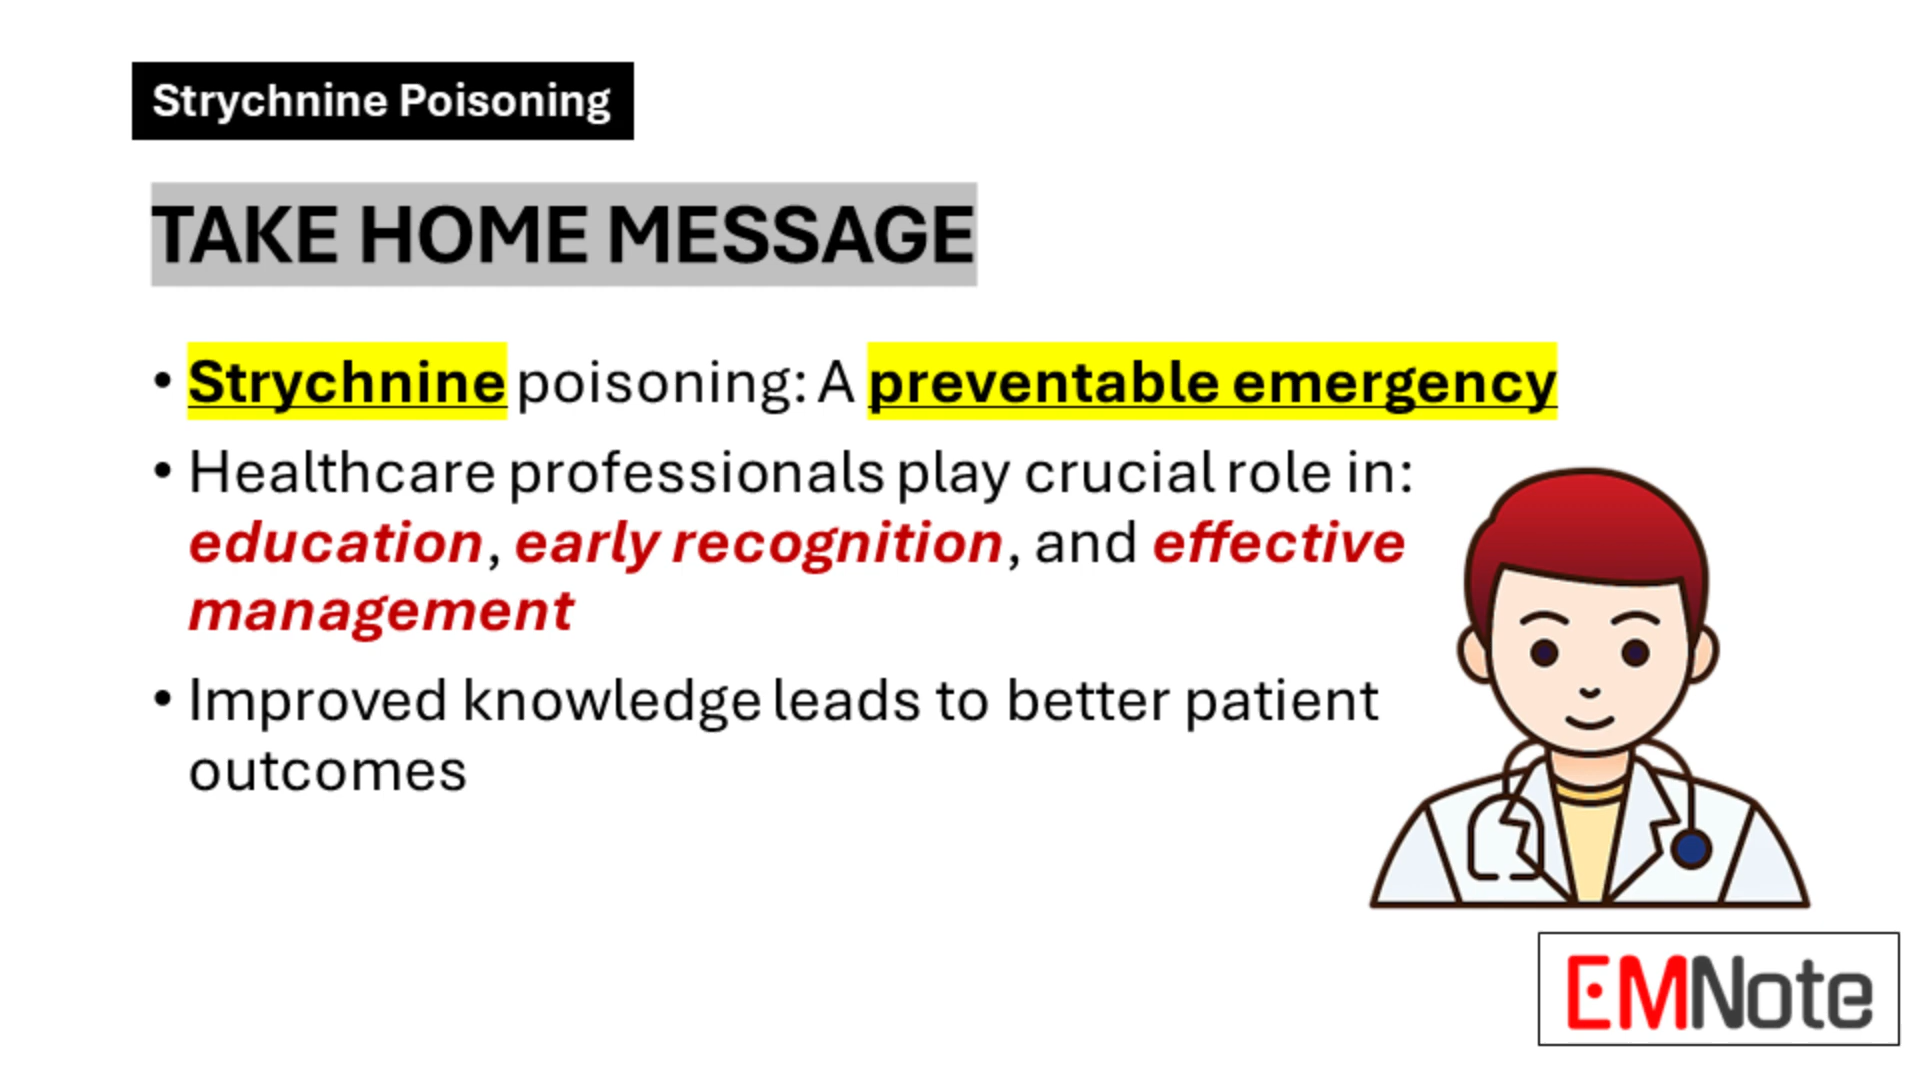 Strychnine Poisoning
TAKE HOME MESSAGE
• Strychnine poisoning: A preventable emergency
• Healthcare professionals play crucial role in:
education, early recognition, and effective
management
• Improved knowledge leads to better patient
outcomes
EMNote